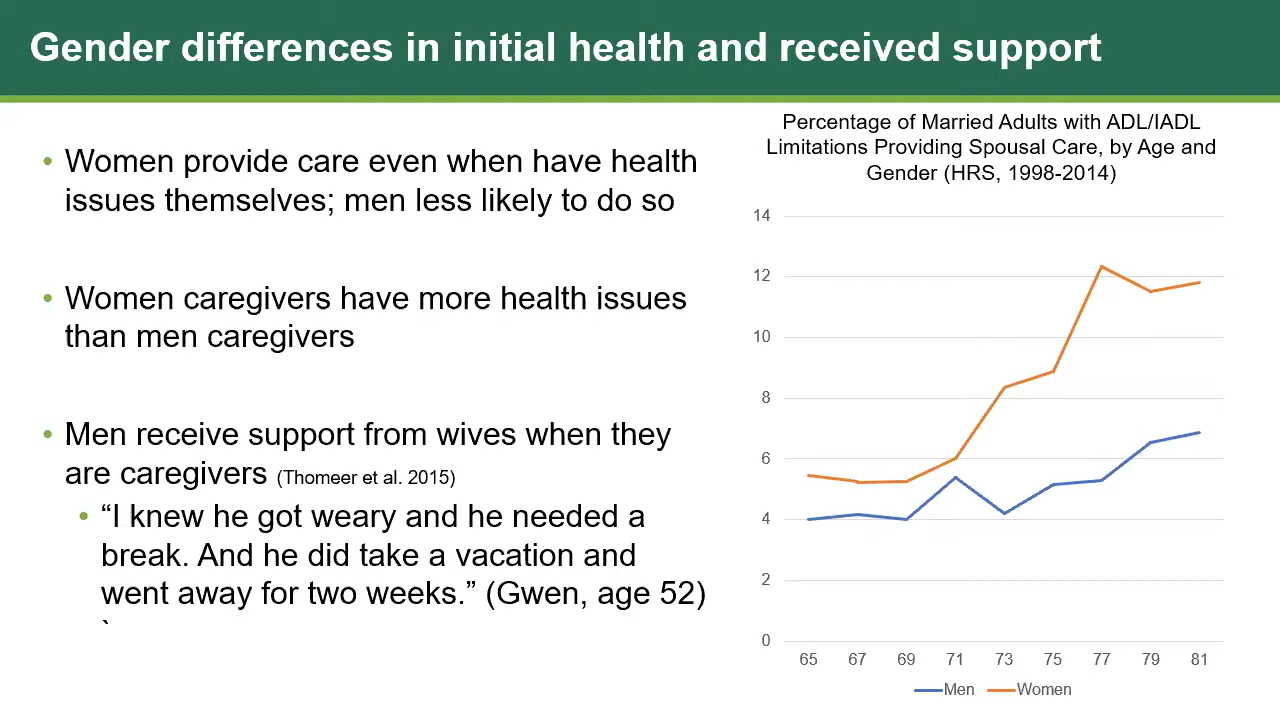 Gender differences in initial health and received support
• Women provide care even when have health
issues themselves; men less likely to do so
• Women caregivers have more health issues
than men caregivers
• Men receive support from wives when they
are caregivers (Thomeer et al. 2015)
• “I knew he got weary and he needed a
break. And he did take a vacation and
went away for two weeks.” (Gwen, age 52)
Percentage of Married Adults with ADL/IADL
Limitations Providing Spousal Care, by Age and
Gender (HRS, 1998-2014)
14
12
10
8
6
4
2
0
65 67 69 71 73 75 77 79 81
Men Women